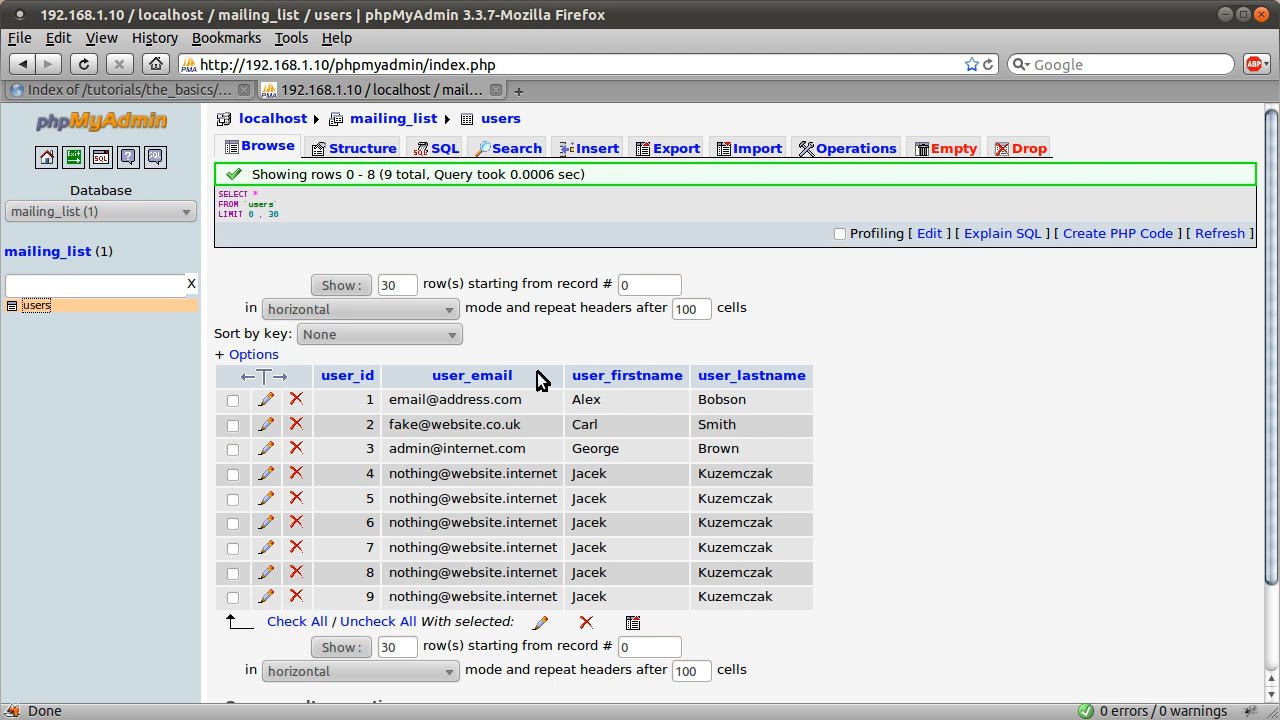 192.168.1.10 / localhost / mailing_list / users | phpMyAdmin 3.3.7-Mozilla Firefox
File Edit View History Bookmarks Tools Help
http://192.168.1.10/phpmyadmin/index.php Google ABP
Index of /tutorials/the_basics/... 192.168.1.10 / localhost / mail... +
phpMyAdmin
Database
mailing_list (1)
mailing_list (1)
X
users
localhost mailing_list users
Browse Structure SQL Search Insert Export Import Operations Empty Drop
Showing rows 0 - 8 (9 total, Query took 0.0006 sec)
SELECT *
FROM `users`
LIMIT 0 , 30
Profiling [ Edit ] [ Explain SQL ] [ Create PHP Code ] [ Refresh ]
Show : 30 row(s) starting from record # 0
in horizontal mode and repeat headers after 100 cells
Sort by key: None
+ Options
←T→ user_id user_email user_firstname user_lastname
1 email@address.com Alex Bobson
2 fake@website.co.uk Carl Smith
3 admin@internet.com George Brown
4 nothing@website.internet Jacek Kuzemczak
5 nothing@website.internet Jacek Kuzemczak
6 nothing@website.internet Jacek Kuzemczak
7 nothing@website.internet Jacek Kuzemczak
8 nothing@website.internet Jacek Kuzemczak
9 nothing@website.internet Jacek Kuzemczak
Check All / Uncheck All With selected:
Show : 30 row(s) starting from record # 0
in horizontal mode and repeat headers after 100 cells
Done 0 errors / 0 warnings